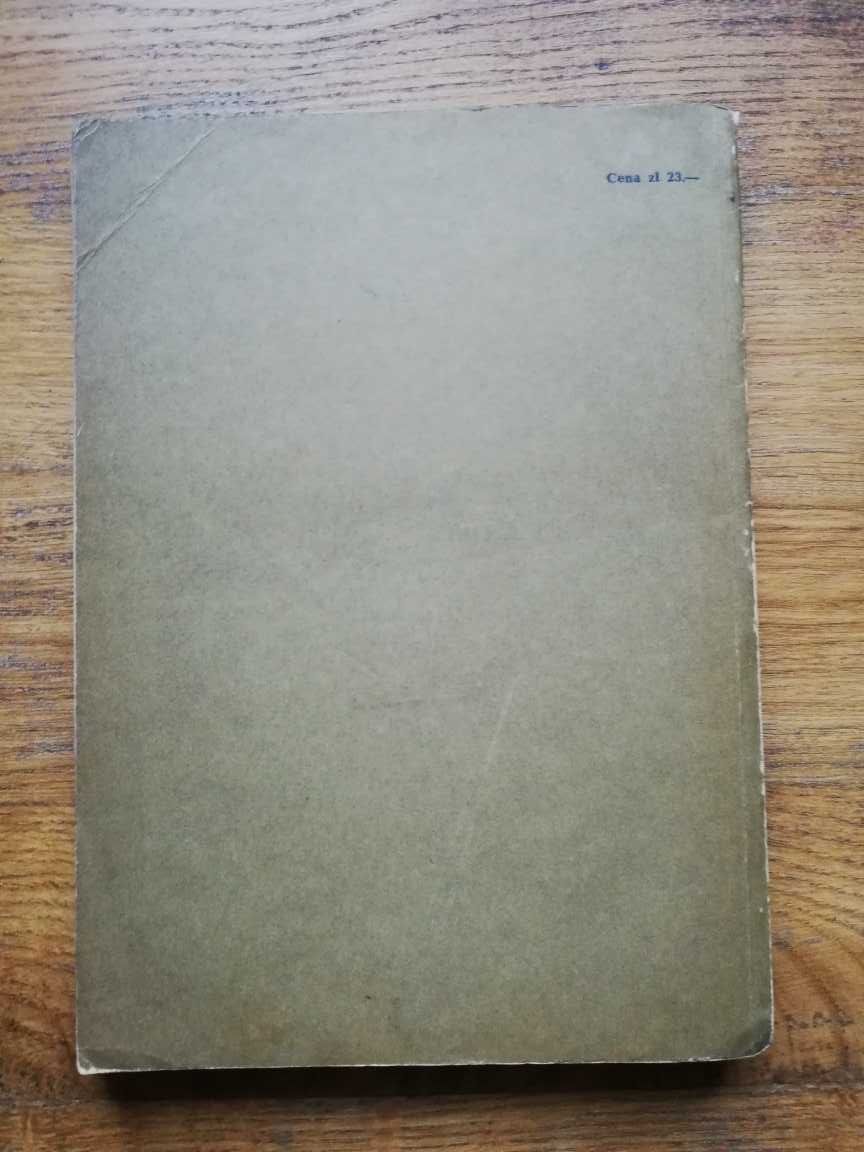 Cena zł 23.—